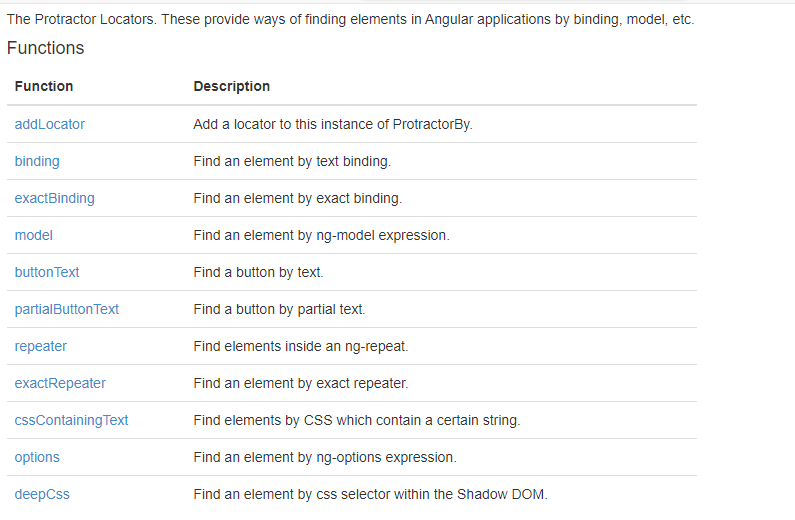 The Protractor Locators. These provide ways of finding elements in Angular applications by binding, model, etc.
Functions
Function Description
addLocator Add a locator to this instance of ProtractorBy.
binding Find an element by text binding.
exactBinding Find an element by exact binding.
model Find an element by ng-model expression.
buttonText Find a button by text.
partialButtonText Find a button by partial text.
repeater Find elements inside an ng-repeat.
exactRepeater Find an element by exact repeater.
cssContainingText Find elements by CSS which contain a certain string.
options Find an element by ng-options expression.
deepCss Find an element by css selector within the Shadow DOM.